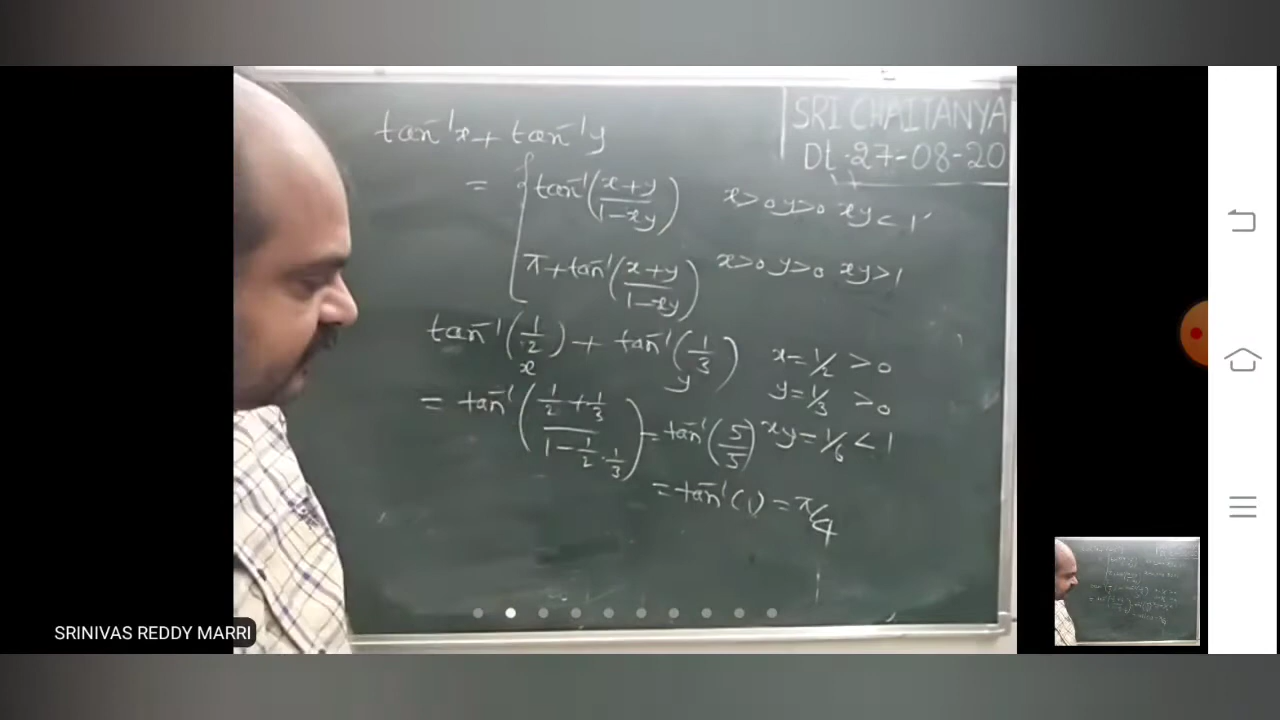 SRI CHAITANYA
Dt. 27-08-20
tan⁻¹x + tan⁻¹y
= { tan⁻¹((x+y)/(1-xy)) x>0 y>0 xy<1
π+tan⁻¹((x+y)/(1-xy)) x>0 y>0 xy>1
tan⁻¹(1/2) + tan⁻¹(1/3) x=1/2 >0
x y y=1/3 >0
= tan⁻¹((1/2+1/3)/(1-1/2·1/3)) = tan⁻¹(5/5) xy=1/6 <1
= tan⁻¹(1) = π/4
SRINIVAS REDDY MARRI